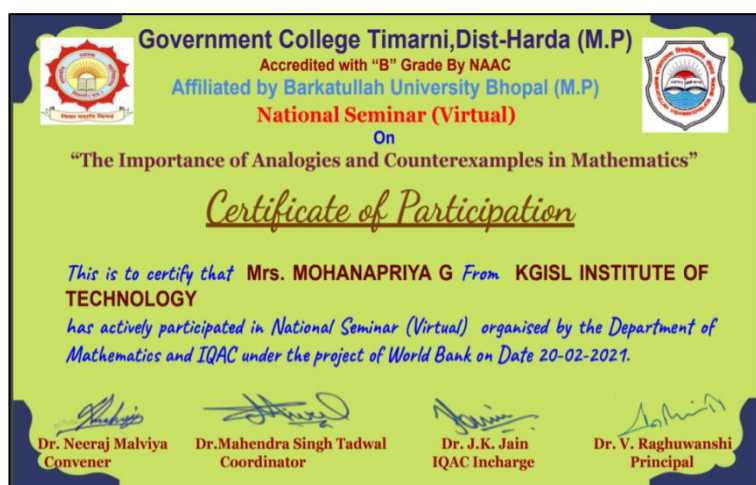 Government College Timarni,Dist-Harda (M.P)
Accredited with “B” Grade By NAAC
Affiliated by Barkatullah University Bhopal (M.P)
National Seminar (Virtual)
On
“The Importance of Analogies and Counterexamples in Mathematics”
Certificate of Participation
This is to certify that Mrs. MOHANAPRIYA G From KGISL INSTITUTE OF
TECHNOLOGY
has actively participated in National Seminar (Virtual) organised by the Department of
Mathematics and IQAC under the project of World Bank on Date 20-02-2021.
Dr. Neeraj Malviya
Convener
Dr.Mahendra Singh Tadwal
Coordinator
Dr. J.K. Jain
IQAC Incharge
Dr. V. Raghuwanshi
Principal